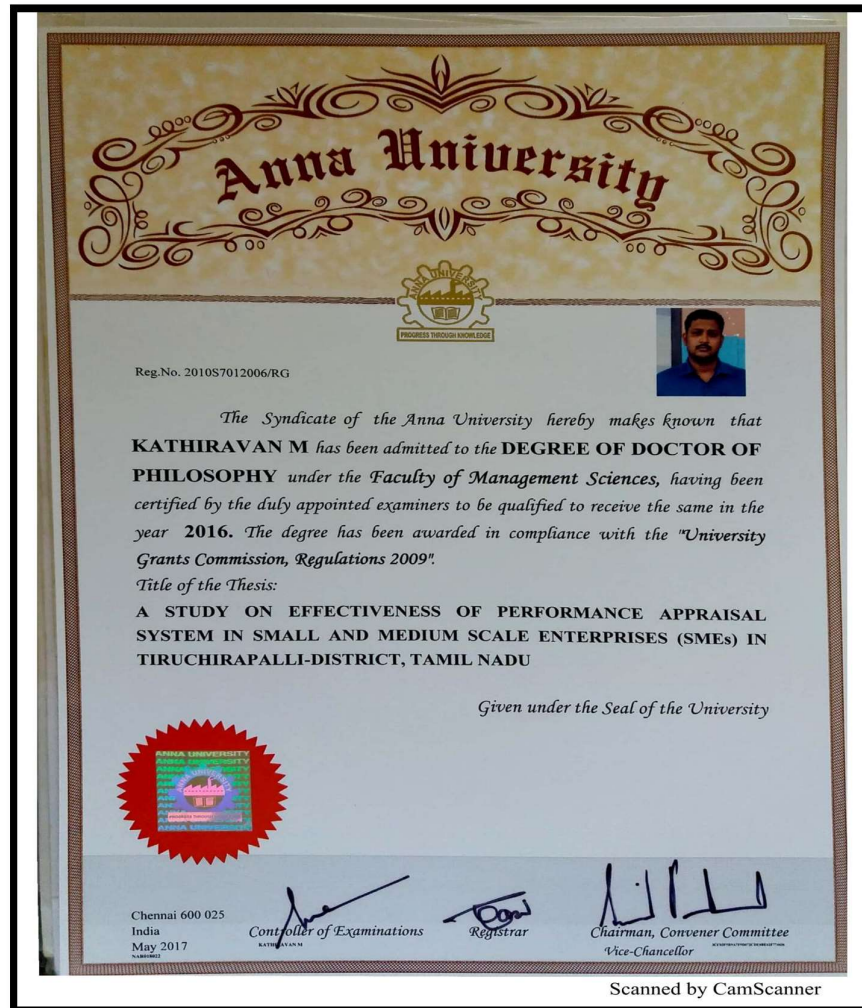 Anna University
ANNA UNIVERSITY
PROGRESS THROUGH KNOWLEDGE
Reg.No. 2010S7012006/RG
The Syndicate of the Anna University hereby makes known that
KATHIRAVAN M has been admitted to the DEGREE OF DOCTOR OF
PHILOSOPHY under the Faculty of Management Sciences, having been
certified by the duly appointed examiners to be qualified to receive the same in the
year 2016. The degree has been awarded in compliance with the "University
Grants Commission, Regulations 2009".
Title of the Thesis:
A STUDY ON EFFECTIVENESS OF PERFORMANCE APPRAISAL
SYSTEM IN SMALL AND MEDIUM SCALE ENTERPRISES (SMEs) IN
TIRUCHIRAPALLI-DISTRICT, TAMIL NADU
Given under the Seal of the University
ANNA UNIVERSITY
Chennai 600 025
India
May 2017
Controller of Examinations
KATHIRAVAN M
Registrar
Chairman, Convener Committee
Vice-Chancellor
Scanned by CamScanner